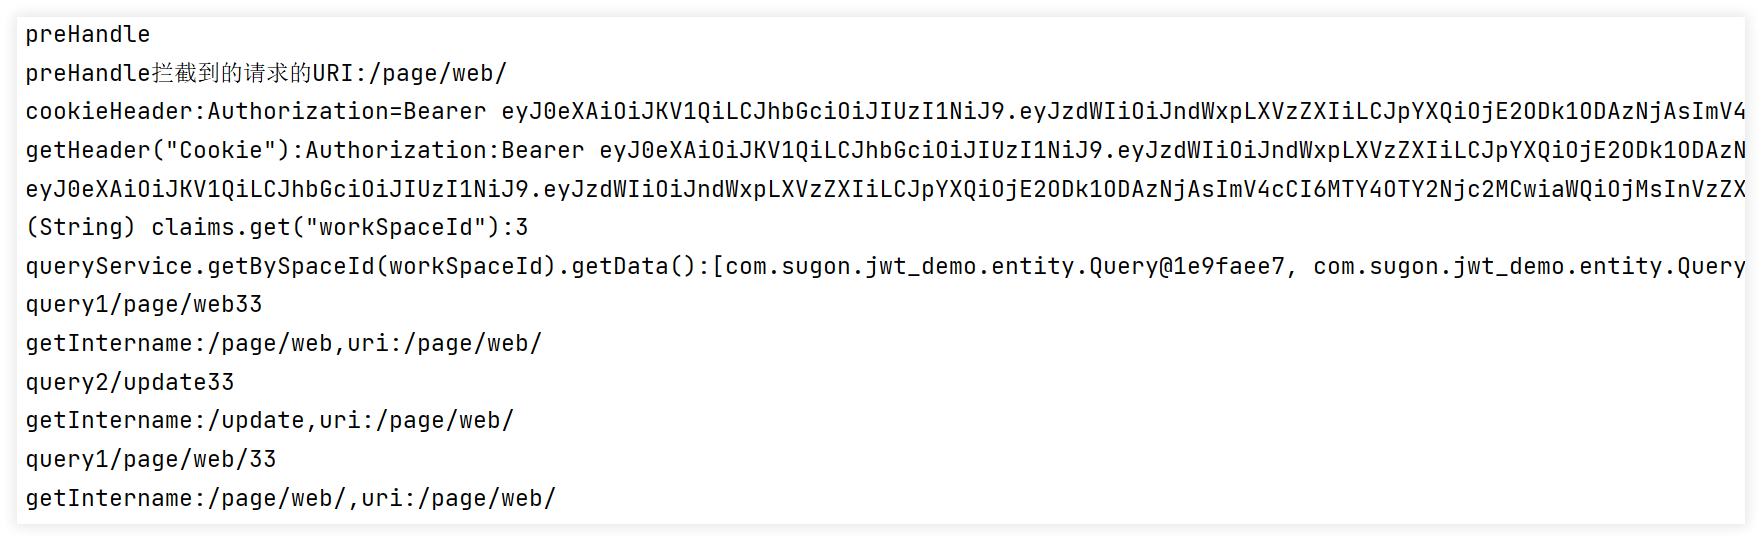 preHandle
preHandle拦截到的请求的URI:/page/web/
cookieHeader:Authorization=Bearer eyJ0eXAiOiJKV1QiLCJhbGciOiJIUzI1NiJ9.eyJzdWIiOiJndWxpLXVzZXIiLCJpYXQiOjE2ODk1ODAzNjAsImV4
getHeader("Cookie"):Authorization:Bearer eyJ0eXAiOiJKV1QiLCJhbGciOiJIUzI1NiJ9.eyJzdWIiOiJndWxpLXVzZXIiLCJpYXQiOjE2ODk1ODAzN
eyJ0eXAiOiJKV1QiLCJhbGciOiJIUzI1NiJ9.eyJzdWIiOiJndWxpLXVzZXIiLCJpYXQiOjE2ODk1ODAzNjAsImV4cCI6MTY4OTY2Njc2MCwiaWQiOjMsInVzZX
(String) claims.get("workSpaceId"):3
queryService.getBySpaceId(workSpaceId).getData():[com.sugon.jwt_demo.entity.Query@1e9faee7, com.sugon.jwt_demo.entity.Query
query1/page/web33
getIntername:/page/web,uri:/page/web/
query2/update33
getIntername:/update,uri:/page/web/
query1/page/web/33
getIntername:/page/web/,uri:/page/web/